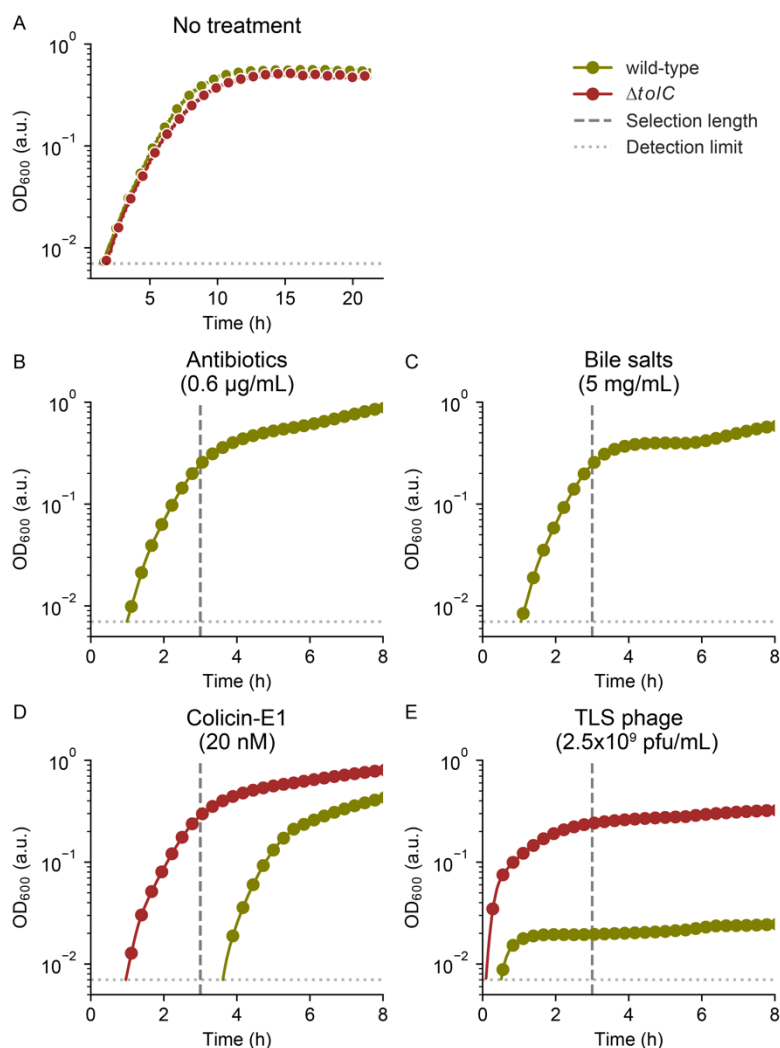 A
No treatment
10⁰
10⁻¹
10⁻²
OD₆₀₀ (a.u.)
5 10 15 20
Time (h)
wild-type
ΔtolC
Selection length
Detection limit
B
Antibiotics
(0.6 µg/mL)
10⁰
10⁻¹
10⁻²
OD₆₀₀ (a.u.)
0 2 4 6 8
Time (h)
C
Bile salts
(5 mg/mL)
10⁰
10⁻¹
10⁻²
OD₆₀₀ (a.u.)
0 2 4 6 8
Time (h)
D
Colicin-E1
(20 nM)
10⁰
10⁻¹
10⁻²
OD₆₀₀ (a.u.)
0 2 4 6 8
Time (h)
E
TLS phage
(2.5x10⁹ pfu/mL)
10⁰
10⁻¹
10⁻²
OD₆₀₀ (a.u.)
0 2 4 6 8
Time (h)